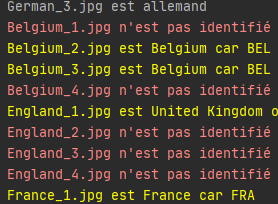 German_3.jpg est allemand
Belgium_1.jpg n'est pas identifié
Belgium_2.jpg est Belgium car BEL
Belgium_3.jpg est Belgium car BEL
Belgium_4.jpg n'est pas identifié
England_1.jpg est United Kingdom o
England_2.jpg n'est pas identifié
England_3.jpg n'est pas identifié
England_4.jpg n'est pas identifié
France_1.jpg est France car FRA